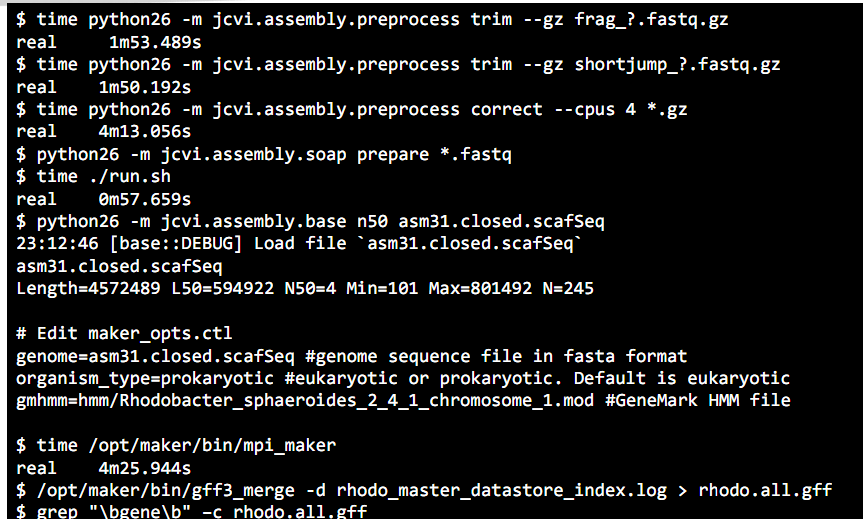 $ time python26 -m jcvi.assembly.preprocess trim --gz frag_?.fastq.gz
real     1m53.489s
$ time python26 -m jcvi.assembly.preprocess trim --gz shortjump_?.fastq.gz
real    1m50.192s
$ time python26 -m jcvi.assembly.preprocess correct --cpus 4 *.gz
real    4m13.056s
$ python26 -m jcvi.assembly.soap prepare *.fastq
$ time ./run.sh
real    0m57.659s
$ python26 -m jcvi.assembly.base n50 asm31.closed.scafSeq
23:12:46 [base::DEBUG] Load file `asm31.closed.scafSeq`
asm31.closed.scafSeq
Length=4572489 L50=594922 N50=4 Min=101 Max=801492 N=245
# Edit maker_opts.ctl
genome=asm31.closed.scafSeq #genome sequence file in fasta format
organism_type=prokaryotic #eukaryotic or prokaryotic. Default is eukaryotic
gmhmm=hmm/Rhodobacter_sphaeroides_2_4_1_chromosome_1.mod #GeneMark HMM file
$ time /opt/maker/bin/mpi_maker
real    4m25.944s
$ /opt/maker/bin/gff3_merge -d rhodo_master_datastore_index.log > rhodo.all.gff
$ grep "\bgene\b" –c rhodo.all.gff